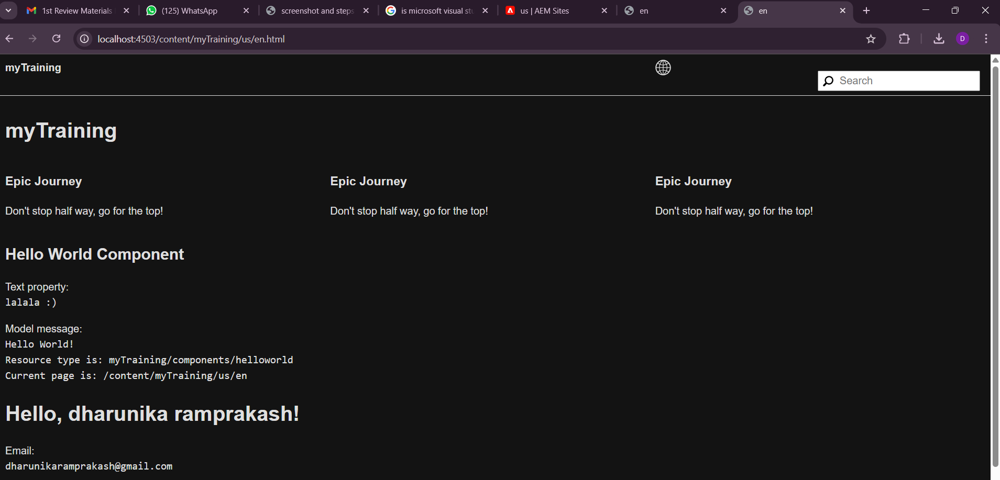 1st Review Materials
(125) WhatsApp
screenshot and steps
is microsoft visual stu
us | AEM Sites
en
en
localhost:4503/content/myTraining/us/en.html
D
myTraining
Search
myTraining
Epic Journey
Epic Journey
Epic Journey
Don't stop half way, go for the top!
Don't stop half way, go for the top!
Don't stop half way, go for the top!
Hello World Component
Text property:
lalala :)
Model message:
Hello World!
Resource type is: myTraining/components/helloworld
Current page is: /content/myTraining/us/en
Hello, dharunika ramprakash!
Email:
dharunikaramprakash@gmail.com